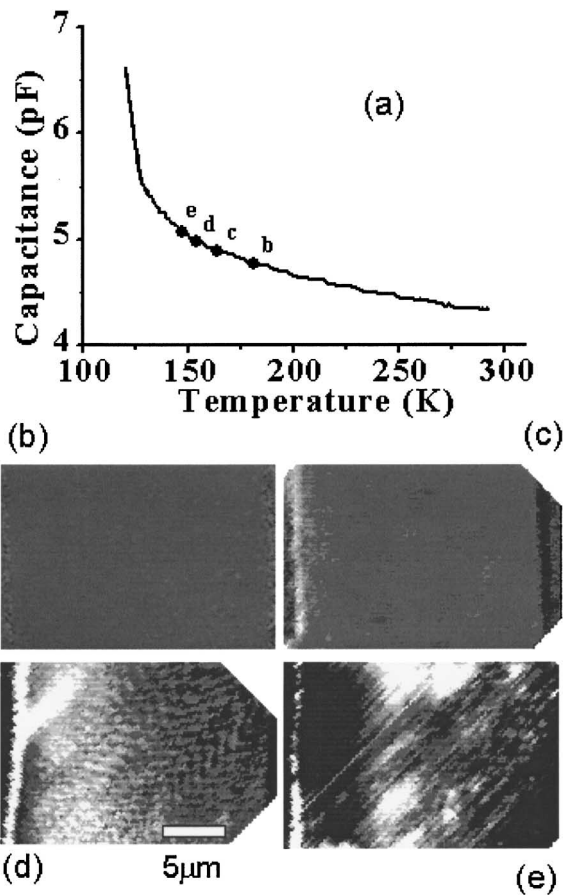 7
(a)
6
Capacitance (pF)
e
d
c
b
5
4
100 150 200 250 300
Temperature (K)
(b) (c)
5μm
(d) (e)